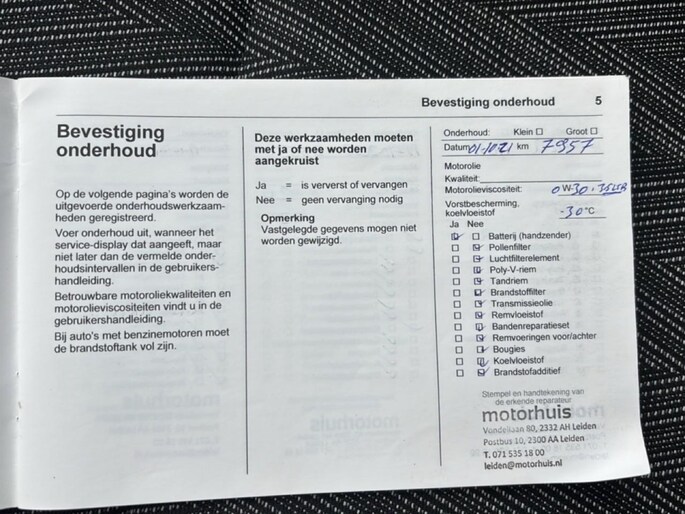 Bevestiging onderhoud 5
Bevestiging
onderhoud
Op de volgende pagina's worden de
uitgevoerde onderhoudswerkzaam-
heden geregistreerd.
Voer onderhoud uit, wanneer het
service-display dat aangeeft, maar
niet later dan de vermelde onder-
houdsintervallen in de gebruikers-
handleiding.
Betrouwbare motoroliekwaliteiten en
motorolieviscositeiten vindt u in de
gebruikershandleiding.
Bij auto's met benzinemotoren moet
de brandstoftank vol zijn.
Deze werkzaamheden moeten
met ja of nee worden
aangekruist
Ja = is ververst of vervangen
Nee = geen vervanging nodig
Opmerking
Vastgelegde gegevens mogen niet
worden gewijzigd.
Onderhoud: Klein Groot
Datum 01-1021 km 7957
Motorolie
Kwaliteit:
Motorolieviscositeit: 0 W-30
Vorstbescherming,
koelvloeistof -30 °C
Ja Nee
Batterij (handzender)
Pollenfilter
Luchtfilterelement
Poly-V-riem
Tandriem
Brandstoffilter
Transmissieolie
Remvloeistof
Bandenreparatieset
Remvoeringen voor/achter
Bougies
Koelvloeistof
Brandstofadditief
Stempel en handtekening van
de erkende reparateur
motorhuis
Vondellaan 80, 2332 AH Leiden
Postbus 10, 2300 AA Leiden
T. 071 535 18 00
leiden@motorhuis.nl